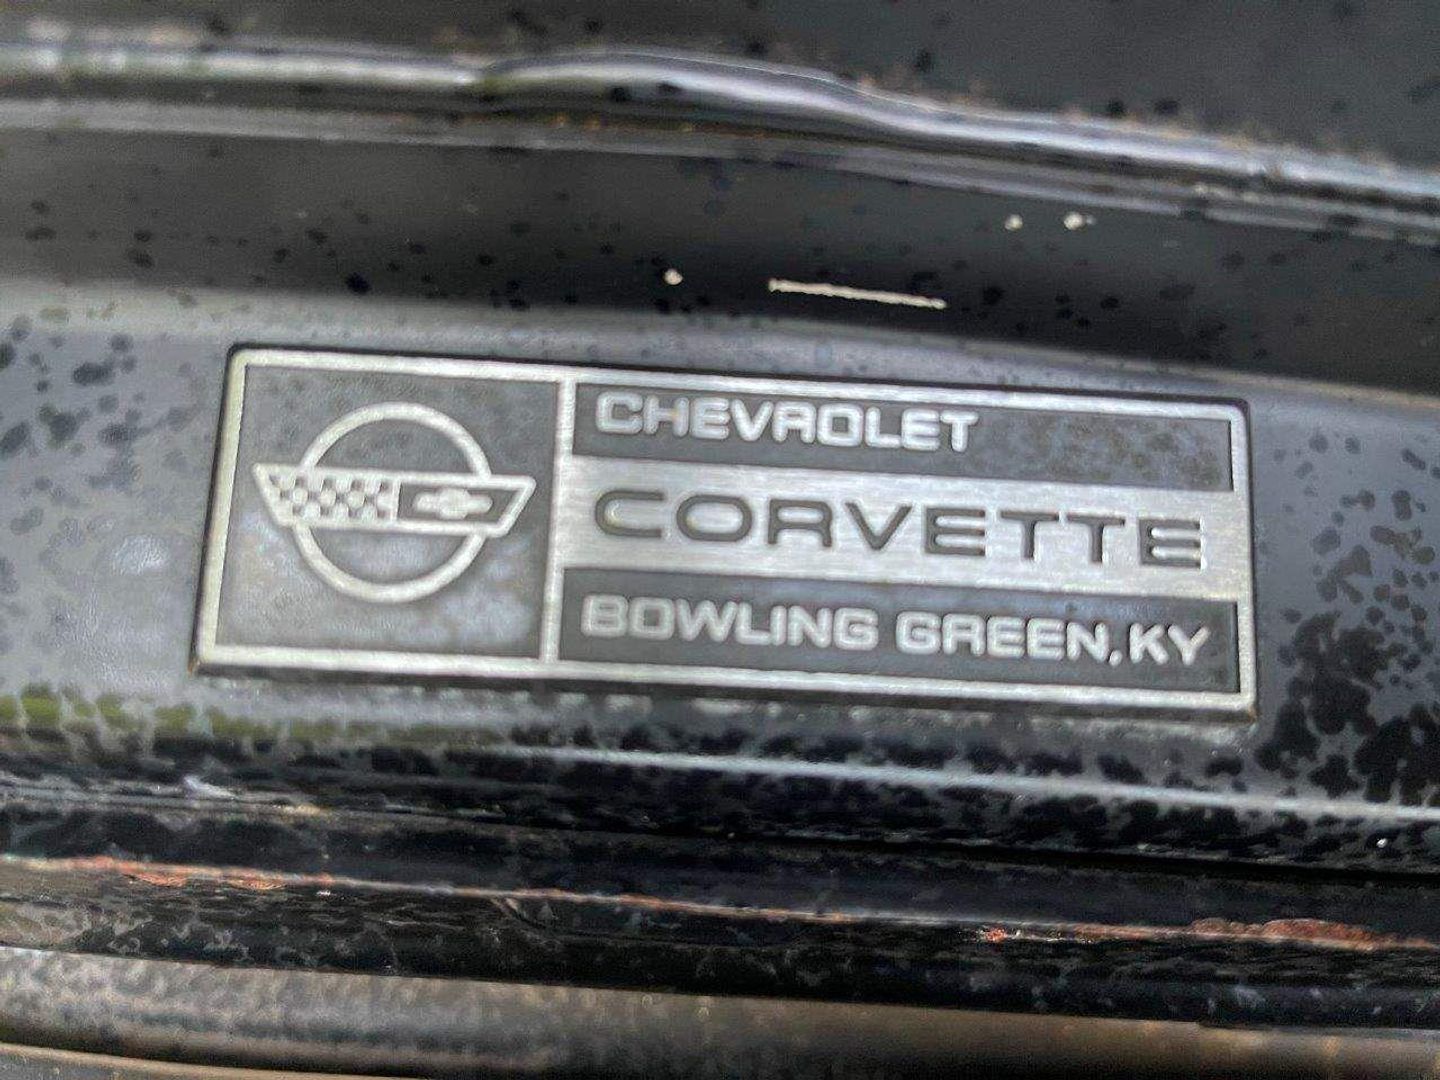 CHEVROLET
CORVETTE
BOWLING GREEN, KY